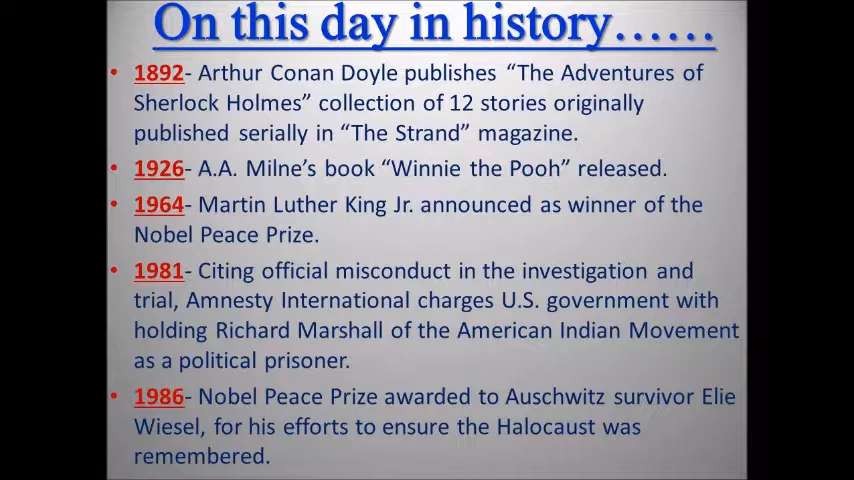 On this day in history……
• 1892- Arthur Conan Doyle publishes “The Adventures of
Sherlock Holmes” collection of 12 stories originally
published serially in “The Strand” magazine.
• 1926- A.A. Milne’s book “Winnie the Pooh” released.
• 1964- Martin Luther King Jr. announced as winner of the
Nobel Peace Prize.
• 1981- Citing official misconduct in the investigation and
trial, Amnesty International charges U.S. government with
holding Richard Marshall of the American Indian Movement
as a political prisoner.
• 1986- Nobel Peace Prize awarded to Auschwitz survivor Elie
Wiesel, for his efforts to ensure the Halocaust was
remembered.